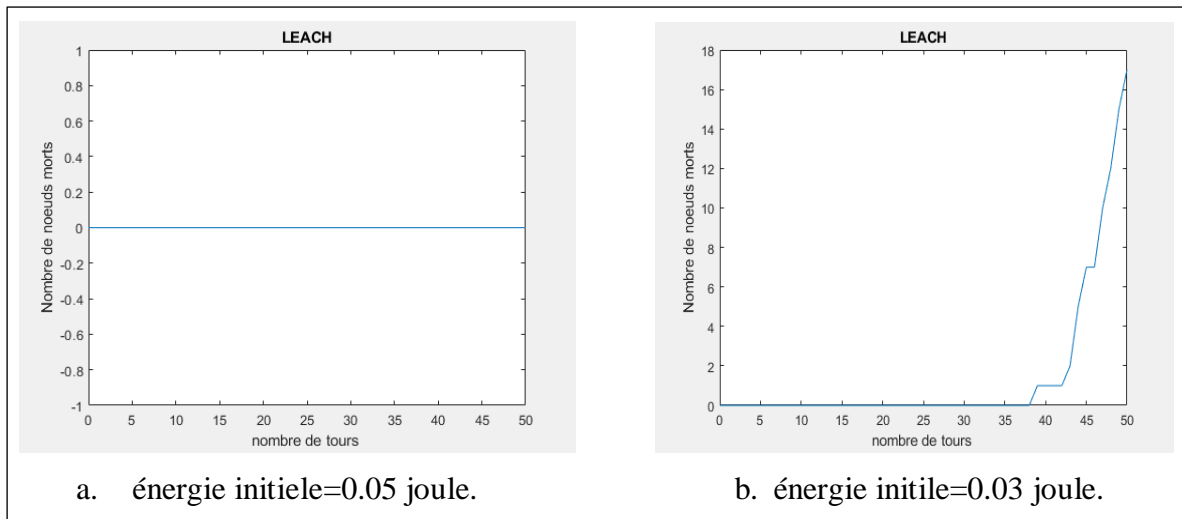 LEACH
1
0.8
0.6
0.4
0.2
0
-0.2
-0.4
-0.6
-0.8
-1
Nombre de noeuds morts
0 5 10 15 20 25 30 35 40 45 50
nombre de tours
a. énergie initiele=0.05 joule.
LEACH
18
16
14
12
10
8
6
4
2
0
Nombre de noeuds morts
0 5 10 15 20 25 30 35 40 45 50
nombre de tours
b. énergie initile=0.03 joule.